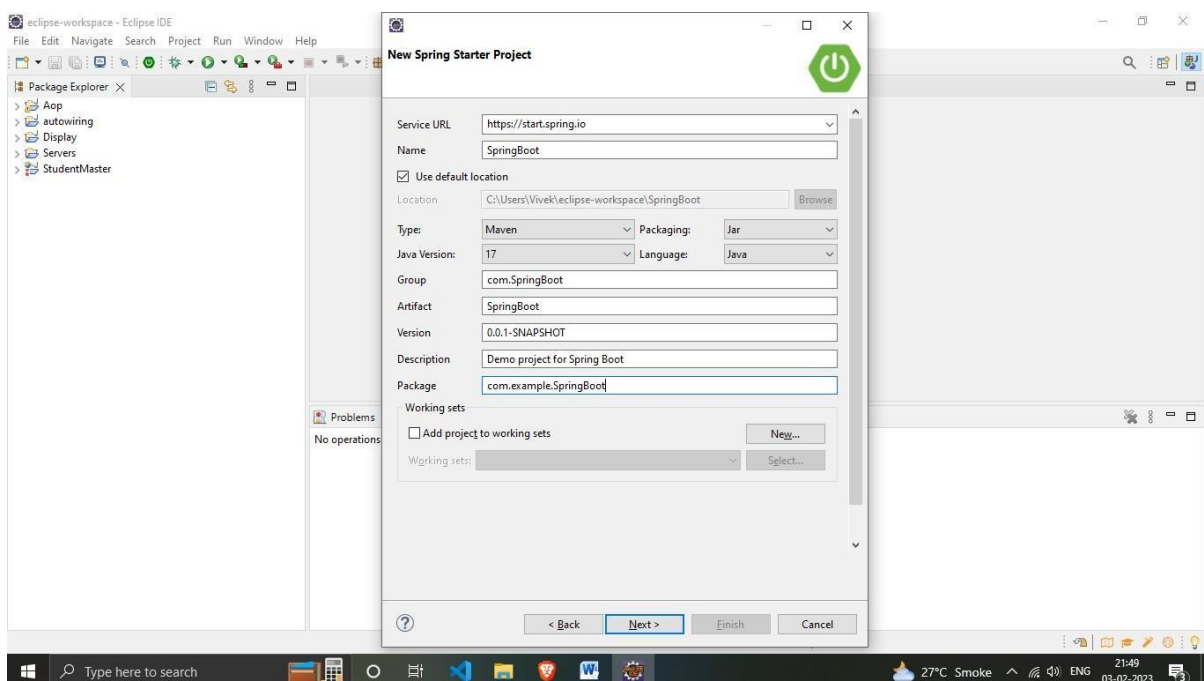 eclipse-workspace - Eclipse IDE
File Edit Navigate Search Project Run Window Help
Package Explorer
Aop
autowiring
Display
Servers
StudentMaster
Problems
No operations
New Spring Starter Project
Service URL https://start.spring.io
Name SpringBoot
Use default location
Location C:\Users\Vivek\eclipse-workspace\SpringBoot Browse
Type: Maven Packaging: Jar
Java Version: 17 Language: Java
Group com.SpringBoot
Artifact SpringBoot
Version 0.0.1-SNAPSHOT
Description Demo project for Spring Boot
Package com.example.SpringBoot
Working sets
Add project to working sets New...
Working sets: Select...
< Back Next > Finish Cancel
Type here to search
27°C Smoke ENG
21:49
03-02-2023